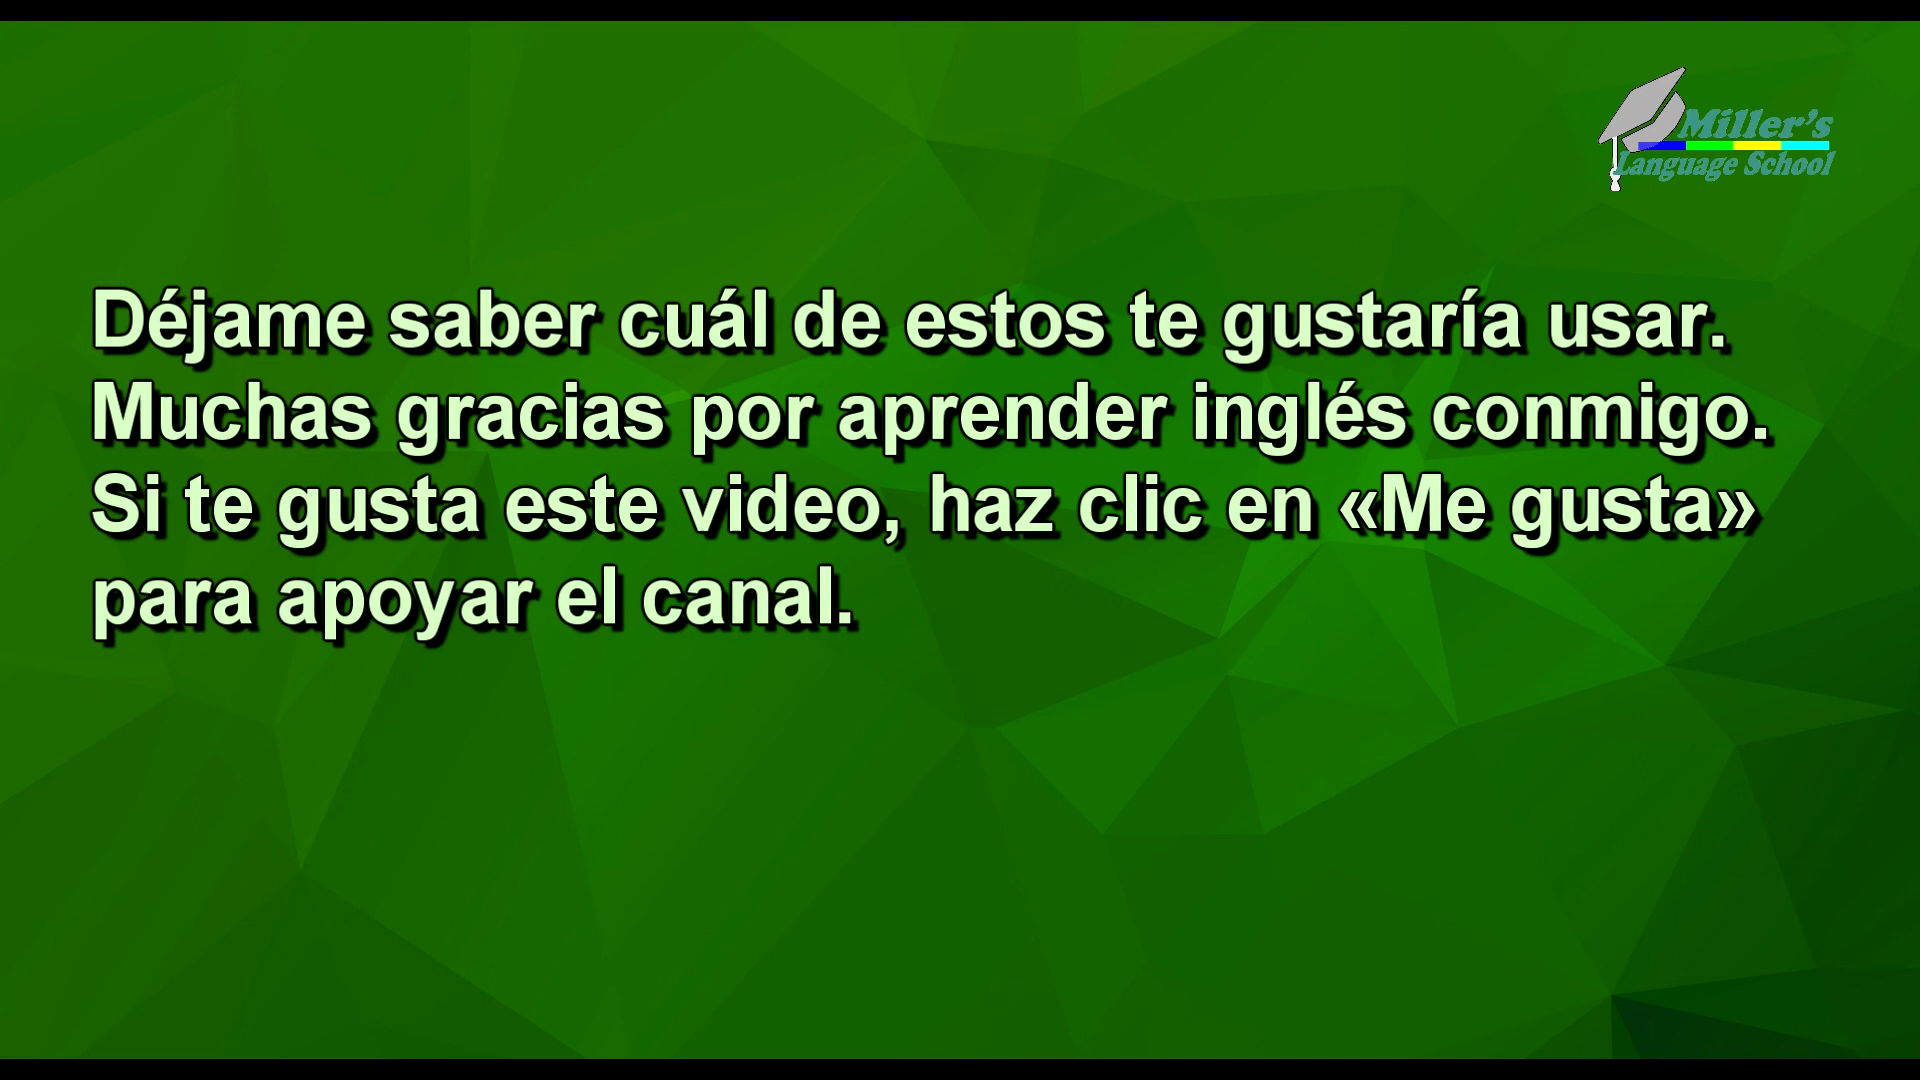 Miller's
Language School
Déjame saber cuál de estos te gustaría usar.
Muchas gracias por aprender inglés conmigo.
Si te gusta este video, haz clic en «Me gusta»
para apoyar el canal.